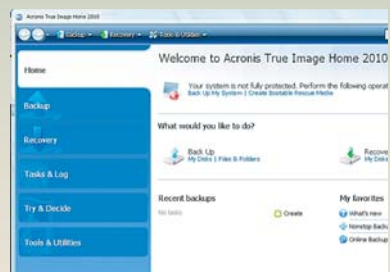 Acronis True Image Home 2010
Backup Recovery Tools & Utilities
Home
Backup
Recovery
Tasks & Log
Try & Decide
Tools & Utilities
Welcome to Acronis True Image Home 2010
Your system is not fully protected. Perform the following operat
Back Up My System | Create Bootable Rescue Media
What would you like to do?
Back Up
My Disks | Files & Folders
Recove
My Disks
Recent backups
No tasks
Create
My favorites
What's new
Nonstop Backu
Online Backup